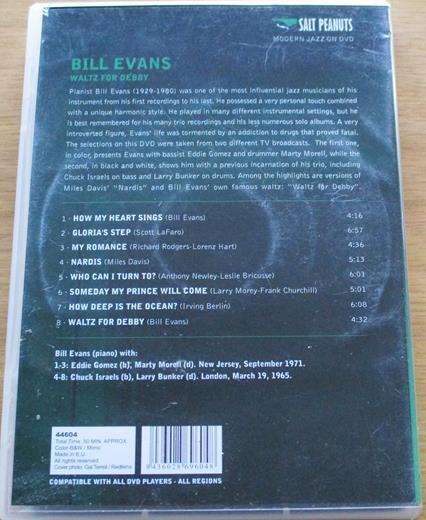 SALT PEANUTS
MODERN JAZZ ON DVD
BILL EVANS
WALTZ FOR DEBBY
Pianist Bill Evans (1929-1980) was one of the most influential jazz musicians of his
instrument from his first recordings to his last. He possessed a very personal touch combined
with a unique harmonic style. He played in many different instrumental settings, but he
is best remembered for his many trio recordings and his less numerous solo albums. A very
introverted figure, Evans' life was tormented by an addiction to drugs that proved fatal.
The selections on this DVD were taken from two different TV broadcasts. The first one,
in color, presents Evans with bassist Eddie Gomez and drummer Marty Morell, while the
second, in black and white, shows him with a previous incarnation of his trio, including
Chuck Israels on bass and Larry Bunker on drums. Among the highlights are versions of
Miles Davis' "Nardis" and Bill Evans' own famous waltz: "Waltz for Debby".
1 - HOW MY HEART SINGS (Bill Evans) 4:16
2 - GLORIA'S STEP (Scott LaFaro) 6:57
3 - MY ROMANCE (Richard Rodgers-Lorenz Hart) 4:36
4 - NARDIS (Miles Davis) 5:13
5 - WHO CAN I TURN TO? (Anthony Newley-Leslie Bricusse) 6:01
6 - SOMEDAY MY PRINCE WILL COME (Larry Morey-Frank Churchill) 5:01
7 - HOW DEEP IS THE OCEAN? (Irving Berlin) 6:08
8 - WALTZ FOR DEBBY (Bill Evans) 4:32
Bill Evans (piano) with:
1-3: Eddie Gomez (b), Marty Morell (d). New Jersey, September 1971.
4-8: Chuck Israels (b), Larry Bunker (d). London, March 19, 1965.
44604
Total Time: 50 MIN. APPROX
Color-B&W / Mono
Made in E.U.
All rights reserved
Cover photo: Gai Terrell / Redferns
8436028696048
COMPATIBLE WITH ALL DVD PLAYERS - ALL REGIONS